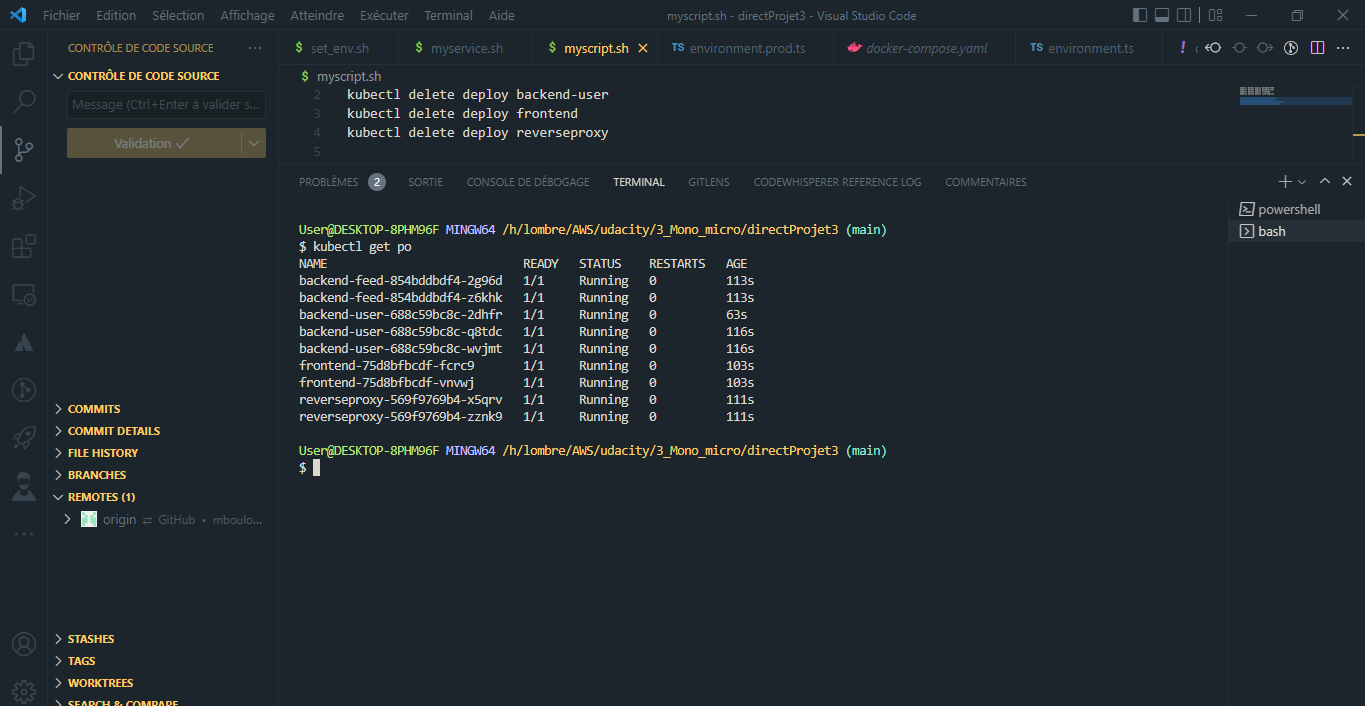 Fichier Edition Sélection Affichage Atteindre Exécuter Terminal Aide myscript.sh - directProjet3 - Visual Studio Code
CONTRÔLE DE CODE SOURCE ...
CONTRÔLE DE CODE SOURCE
Message (Ctrl+Enter à valider s...
Validation
COMMITS
COMMIT DETAILS
FILE HISTORY
BRANCHES
REMOTES (1)
origin ⇄ GitHub • mboulo...
STASHES
TAGS
WORKTREES
SEARCH & COMPARE
$ set_env.sh $ myservice.sh $ myscript.sh TS environment.prod.ts docker-compose.yaml TS environment.ts !
$ myscript.sh
2 kubectl delete deploy backend-user
3 kubectl delete deploy frontend
4 kubectl delete deploy reverseproxy
5
PROBLÈMES 2 SORTIE CONSOLE DE DÉBOGAGE TERMINAL GITLENS CODEWHISPERER REFERENCE LOG COMMENTAIRES
User@DESKTOP-8PHM96F MINGW64 /h/lombre/AWS/udacity/3_Mono_micro/directProjet3 (main)
$ kubectl get po
NAME READY STATUS RESTARTS AGE
backend-feed-854bddbdf4-2g96d 1/1 Running 0 113s
backend-feed-854bddbdf4-z6khk 1/1 Running 0 113s
backend-user-688c59bc8c-2dhfr 1/1 Running 0 63s
backend-user-688c59bc8c-q8tdc 1/1 Running 0 116s
backend-user-688c59bc8c-wvjmt 1/1 Running 0 116s
frontend-75d8bfbcdf-fcrc9 1/1 Running 0 103s
frontend-75d8bfbcdf-vnvwj 1/1 Running 0 103s
reverseproxy-569f9769b4-x5qrv 1/1 Running 0 111s
reverseproxy-569f9769b4-zznk9 1/1 Running 0 111s
User@DESKTOP-8PHM96F MINGW64 /h/lombre/AWS/udacity/3_Mono_micro/directProjet3 (main)
$
powershell
bash